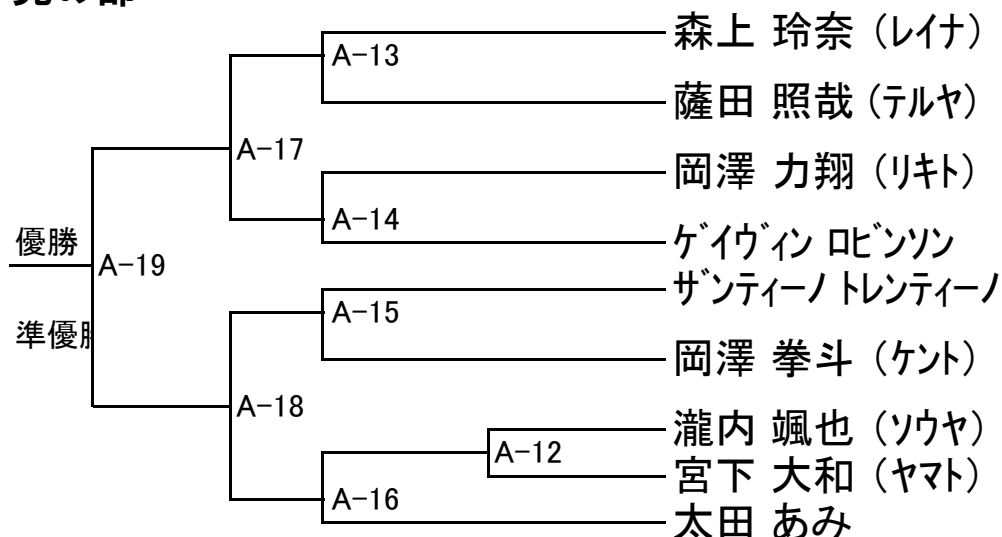 森上 玲奈 (レイナ)
A-13
薩田 照哉 (テルヤ)
A-17
岡澤 力翔 (リキト)
A-14
ゲイヴィン ロビンソン
優勝
A-19
ザンティーノ トレンティーノ
A-15
準優
岡澤 拳斗 (ケント)
A-18
瀧内 颯也 (ソウヤ)
A-12
宮下 大和 (ヤマト)
A-16
太田 あみ